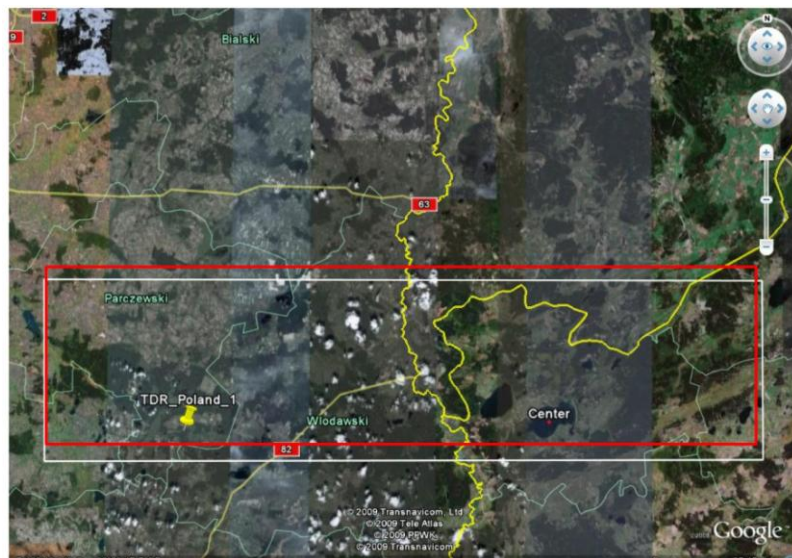 2
9
Bialski
N
63
Parczewski
TDR_Poland_1
Wlodawski
Center
82
© 2009 Transnavicom, Ltd.
© 2009 Tele Atlas
© 2009 PPWK
© 2009 Transnavicom
Google